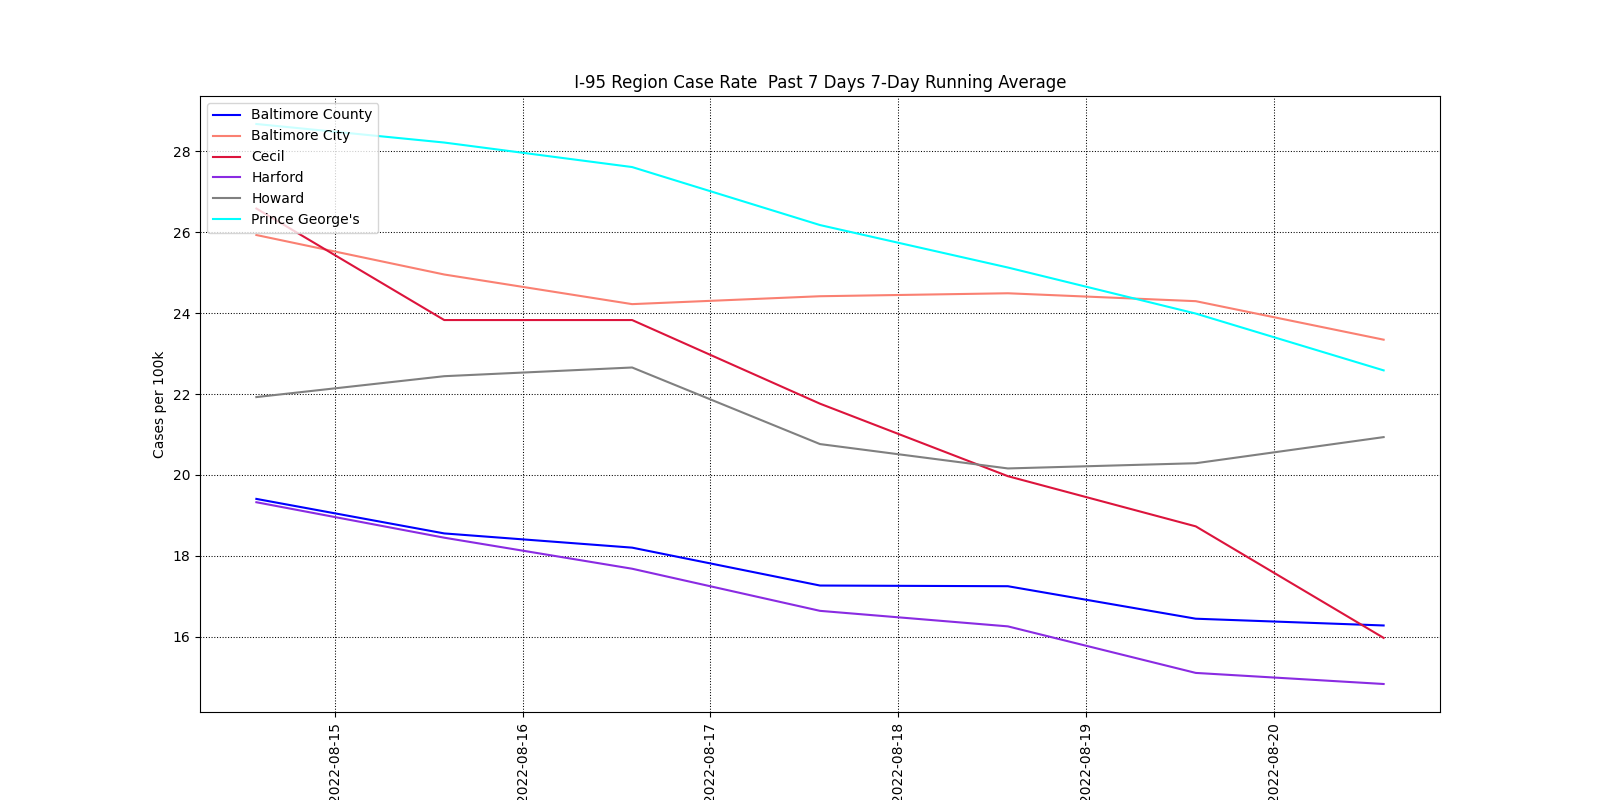 I-95 Region Case Rate  Past 7 Days 7-Day Running Average
Baltimore County
Baltimore City
Cecil
Harford
Howard
Prince George's
Cases per 100k
28
26
24
22
20
18
16
2022-08-15
2022-08-16
2022-08-17
2022-08-18
2022-08-19
2022-08-20